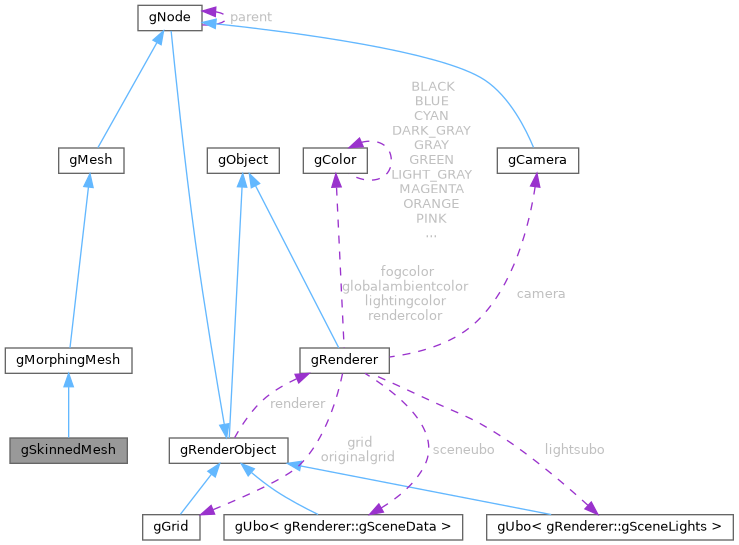 gNode
parent
BLACK
BLUE
CYAN
DARK_GRAY
GRAY
GREEN
LIGHT_GRAY
MAGENTA
ORANGE
PINK
...
gMesh
gObject
gColor
gCamera
fogcolor
globalambientcolor
lightingcolor
rendercolor
camera
gMorphingMesh
gRenderer
renderer
grid
originalgrid
sceneubo
lightsubo
gSkinnedMesh
gRenderObject
gGrid
gUbo< gRenderer::gSceneData >
gUbo< gRenderer::gSceneLights >